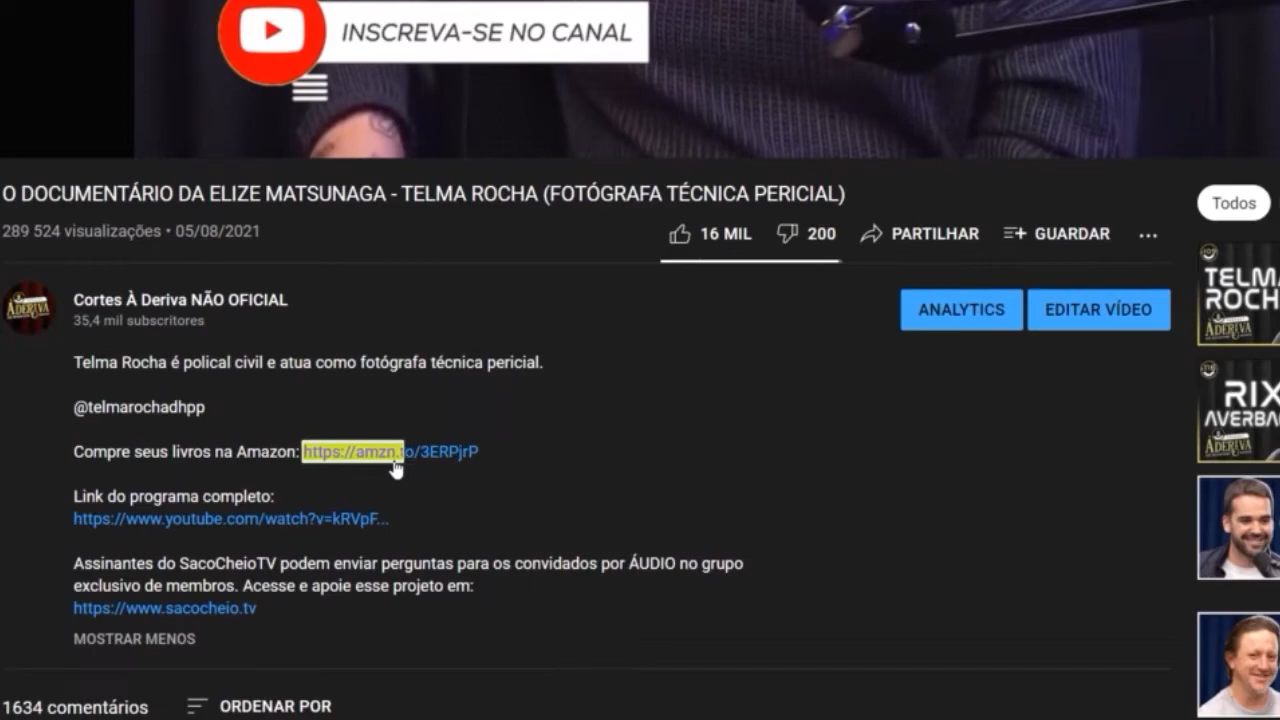 INSCREVA-SE NO CANAL
O DOCUMENTÁRIO DA ELIZE MATSUNAGA - TELMA ROCHA (FOTÓGRAFA TÉCNICA PERICIAL)
289 524 visualizações • 05/08/2021
16 MIL
200
PARTILHAR
GUARDAR
Todos
Cortes À Deriva NÃO OFICIAL
35,4 mil subscritores
ANALYTICS
EDITAR VÍDEO
Telma Rocha é polical civil e atua como fotógrafa técnica pericial.
@telmarochadhpp
Compre seus livros na Amazon: https://amzn.to/3ERPjrP
Link do programa completo:
https://www.youtube.com/watch?v=kRVpF...
Assinantes do SacoCheioTV podem enviar perguntas para os convidados por ÁUDIO no grupo
exclusivo de membros. Acesse e apoie esse projeto em:
https://www.sacocheio.tv
MOSTRAR MENOS
1634 comentários
ORDENAR POR
ADERIVA
TELMA
ROCH
ADERIVA
RIX
AVERBA
ADERIVA